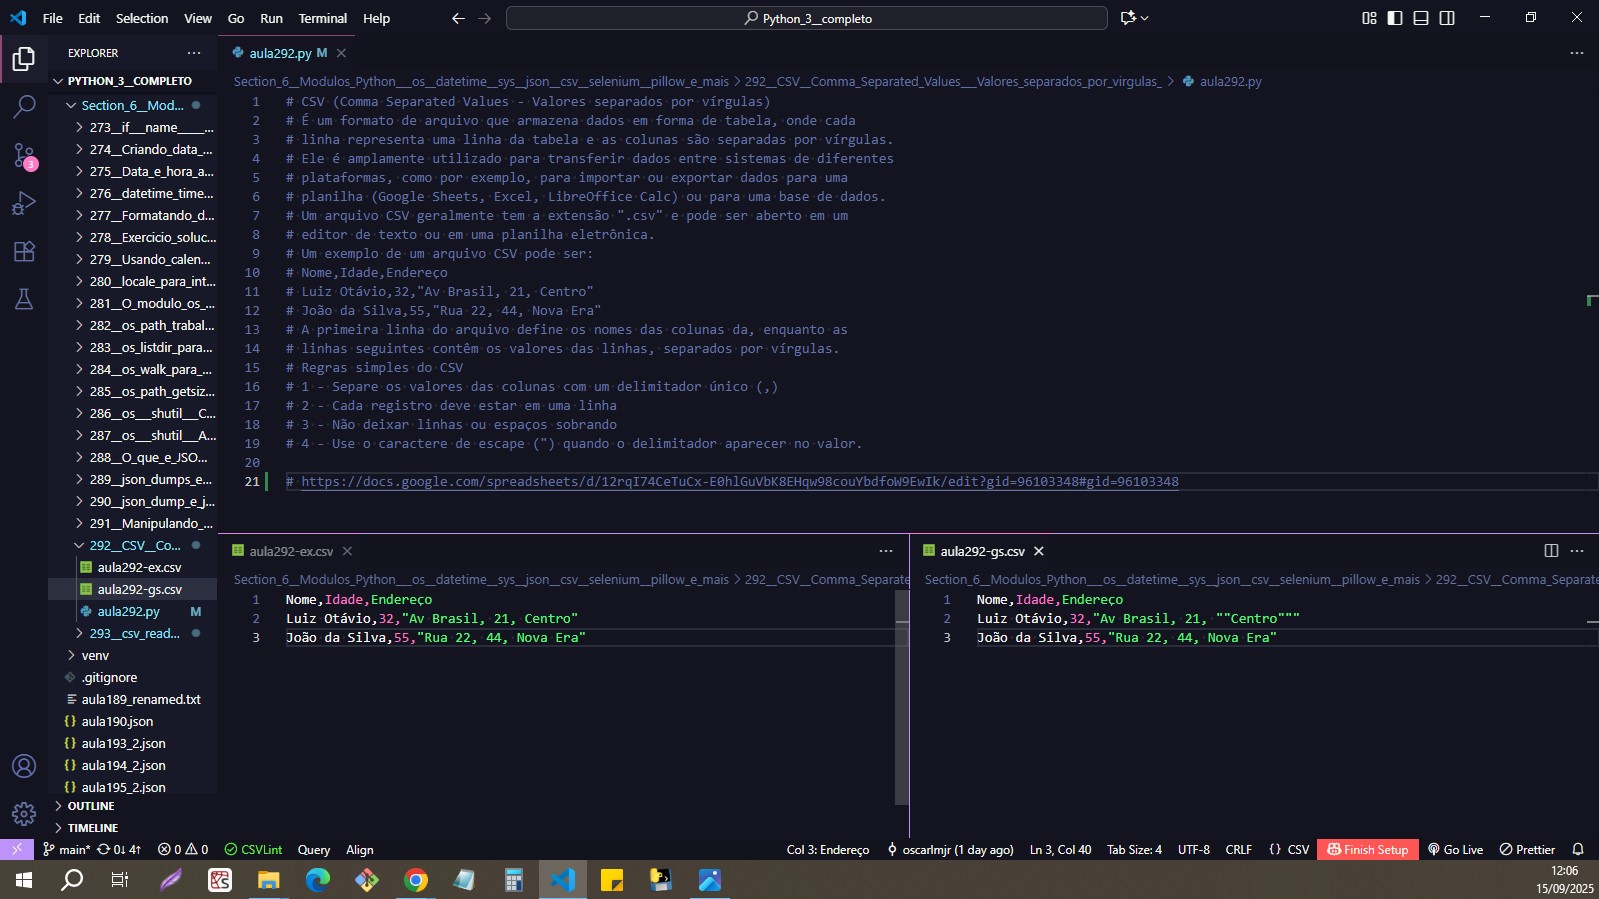 File Edit Selection View Go Run Terminal Help
Python_3__completo
EXPLORER
PYTHON_3__COMPLETO
Section_6__Mod...
273__if__name____...
274__Criando_data_...
275__Data_e_hora_a...
276__datetime_time...
277__Formatando_d...
278__Exercicio_soluc...
279__Usando_calen...
280__locale_para_int...
281__O_modulo_os_...
282__os_path_trabal...
283__os_listdir_para...
284__os_walk_para_...
285__os_path_getsiz...
286__os___shutil__C...
287__os___shutil__A...
288__O_que_e_JSO...
289__json_dumps_e...
290__json_dump_e_j...
291__Manipulando_...
292__CSV__Co...
aula292-ex.csv
aula292-gs.csv
aula292.py M
293__csv_read...
venv
.gitignore
aula189_renamed.txt
aula190.json
aula193_2.json
aula194_2.json
aula195_2.json
OUTLINE
TIMELINE
3
aula292.py M
Section_6__Modulos_Python___os__datetime__sys__json__csv__selenium__pillow_e_mais > 292__CSV__Comma_Separated_Values__Valores_separados_por_virgulas_ > aula292.py
1 # CSV (Comma Separated Values - Valores separados por vírgulas)
2 # É um formato de arquivo que armazena dados em forma de tabela, onde cada
3 # linha representa uma linha da tabela e as colunas são separadas por vírgulas.
4 # Ele é amplamente utilizado para transferir dados entre sistemas de diferentes
5 # plataformas, como por exemplo, para importar ou exportar dados para uma
6 # planilha (Google Sheets, Excel, LibreOffice Calc) ou para uma base de dados.
7 # Um arquivo CSV geralmente tem a extensão ".csv" e pode ser aberto em um
8 # editor de texto ou em uma planilha eletrônica.
9 # Um exemplo de um arquivo CSV pode ser:
10 # Nome,Idade,Endereço
11 # Luiz Otávio,32,"Av Brasil, 21, Centro"
12 # João da Silva,55,"Rua 22, 44, Nova Era"
13 # A primeira linha do arquivo define os nomes das colunas da, enquanto as
14 # linhas seguintes contêm os valores das linhas, separados por vírgulas.
15 # Regras simples do CSV
16 # 1 - Separe os valores das colunas com um delimitador único (,)
17 # 2 - Cada registro deve estar em uma linha
18 # 3 - Não deixar linhas ou espaços sobrando
19 # 4 - Use o caractere de escape (") quando o delimitador aparecer no valor.
20
21 # https://docs.google.com/spreadsheets/d/12rqI74CeTuCx-E0hlGuVbK8EHqw98couYbdfoW9EwIk/edit?gid=96103348#gid=96103348
aula292-ex.csv
Section_6__Modulos_Python___os__datetime__sys__json__csv__selenium__pillow_e_mais > 292__CSV__Comma_Separate
1 Nome,Idade,Endereço
2 Luiz Otávio,32,"Av Brasil, 21, Centro"
3 João da Silva,55,"Rua 22, 44, Nova Era"
aula292-gs.csv
Section_6__Modulos_Python___os__datetime__sys__json__csv__selenium__pillow_e_mais > 292__CSV__Comma_Separate
1 Nome,Idade,Endereço
2 Luiz Otávio,32,"Av Brasil, 21, ""Centro"""
3 João da Silva,55,"Rua 22, 44, Nova Era"
main* 0↓ 4↑ 0 0 CSVLint Query Align Col 3: Endereço oscarlmjr (1 day ago) Ln 3, Col 40 Tab Size: 4 UTF-8 CRLF {} CSV Finish Setup Go Live Prettier
12:06
15/09/2025